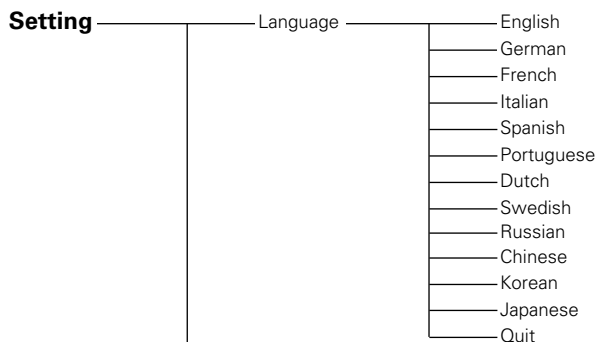 Setting Language English
German
French
Italian
Spanish
Portuguese
Dutch
Swedish
Russian
Chinese
Korean
Japanese
Quit